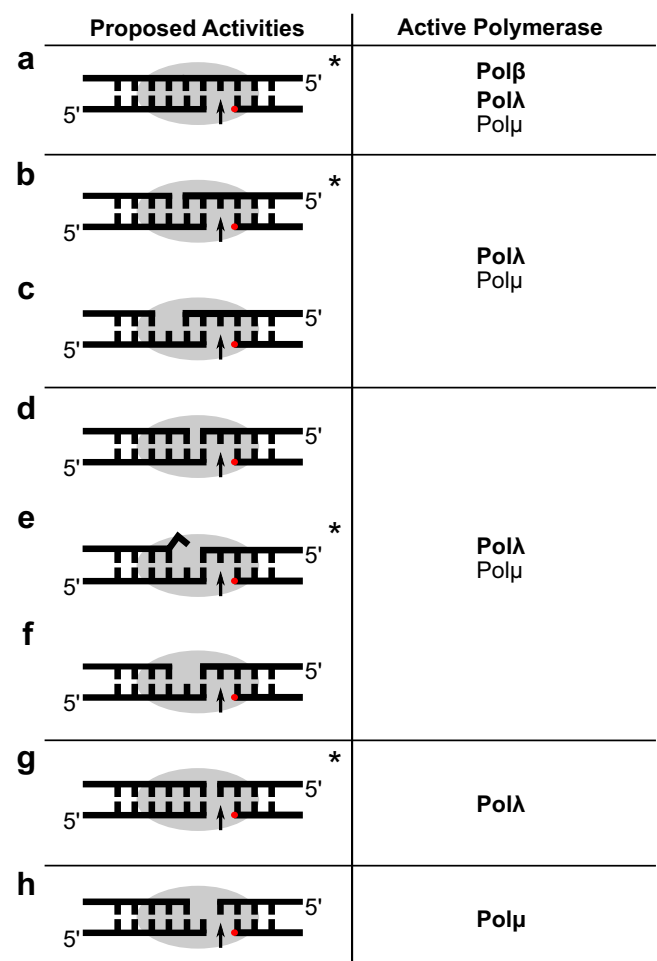 Proposed Activities Active Polymerase
a
*
5'
5'
Polβ
Polλ
Polμ
b
*
5'
5'
c
5'
5'
Polλ
Polμ
d
5'
5'
e
*
5'
5'
f
5'
5'
Polλ
Polμ
g
*
5'
5'
Polλ
h
5'
5'
Polμ